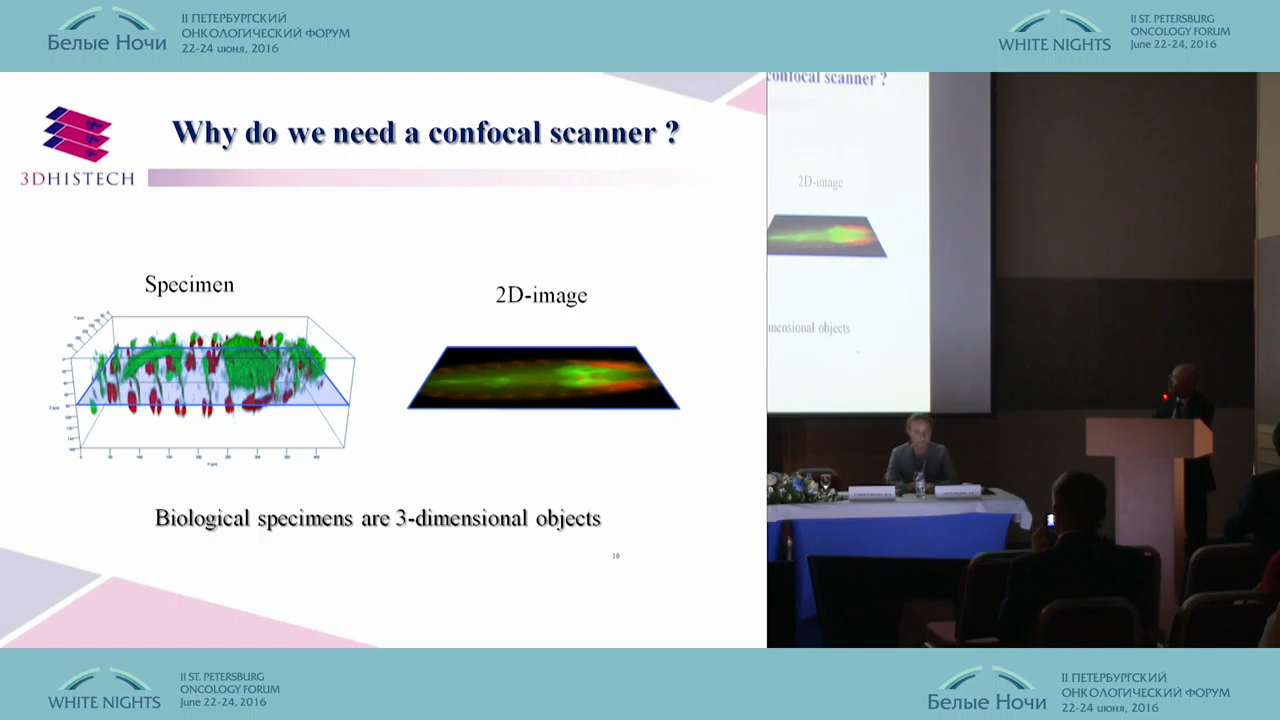 Белые Ночи
II ПЕТЕРБУРГСКИЙ
ОНКОЛОГИЧЕСКИЙ ФОРУМ
22-24 июня, 2016
WHITE NIGHTS
II ST. PETERSBURG
ONCOLOGY FORUM
June 22-24, 2016
3DHISTECH
Why do we need a confocal scanner ?
Specimen
2D-image
Biological specimens are 3-dimensional objects
16
confocal scanner ?
2D-image
mensional objects
WHITE NIGHTS
II ST. PETERSBURG
ONCOLOGY FORUM
June 22-24, 2016
Белые Ночи
II ПЕТЕРБУРГСКИЙ
ОНКОЛОГИЧЕСКИЙ ФОРУМ
22-24 июня, 2016